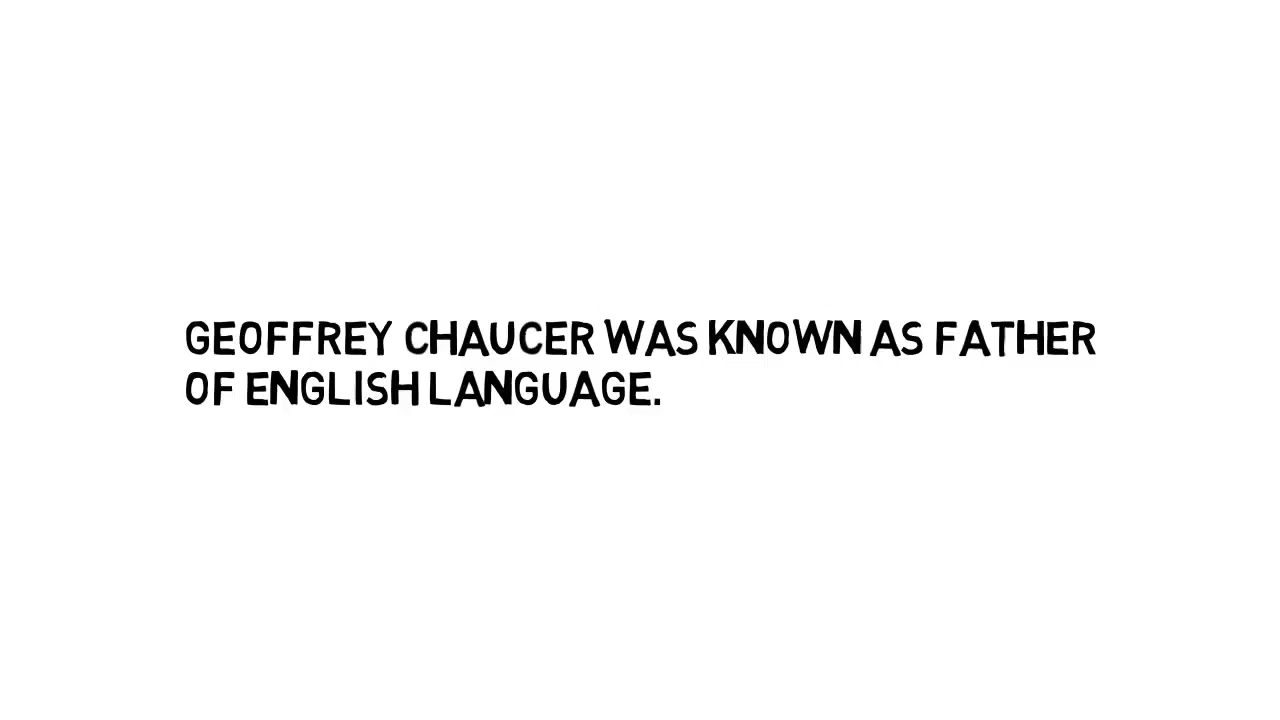 GEOFFREY CHAUCER WAS KNOWN AS FATHER
OF ENGLISH LANGUAGE.